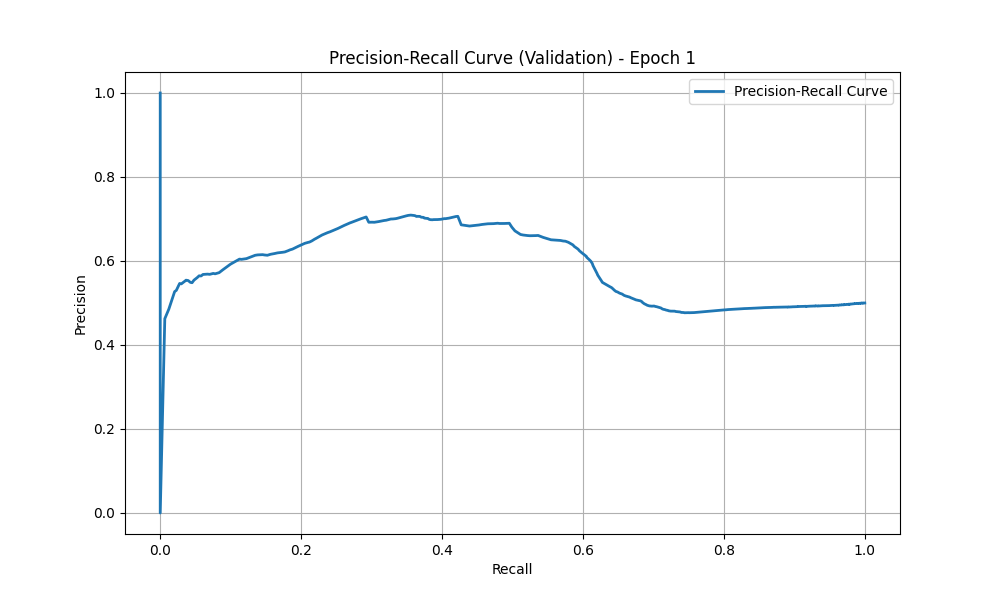 Precision-Recall Curve (Validation) - Epoch 1
Precision-Recall Curve
1.0
0.8
0.6
0.4
0.2
0.0
Precision
0.0 0.2 0.4 0.6 0.8 1.0
Recall